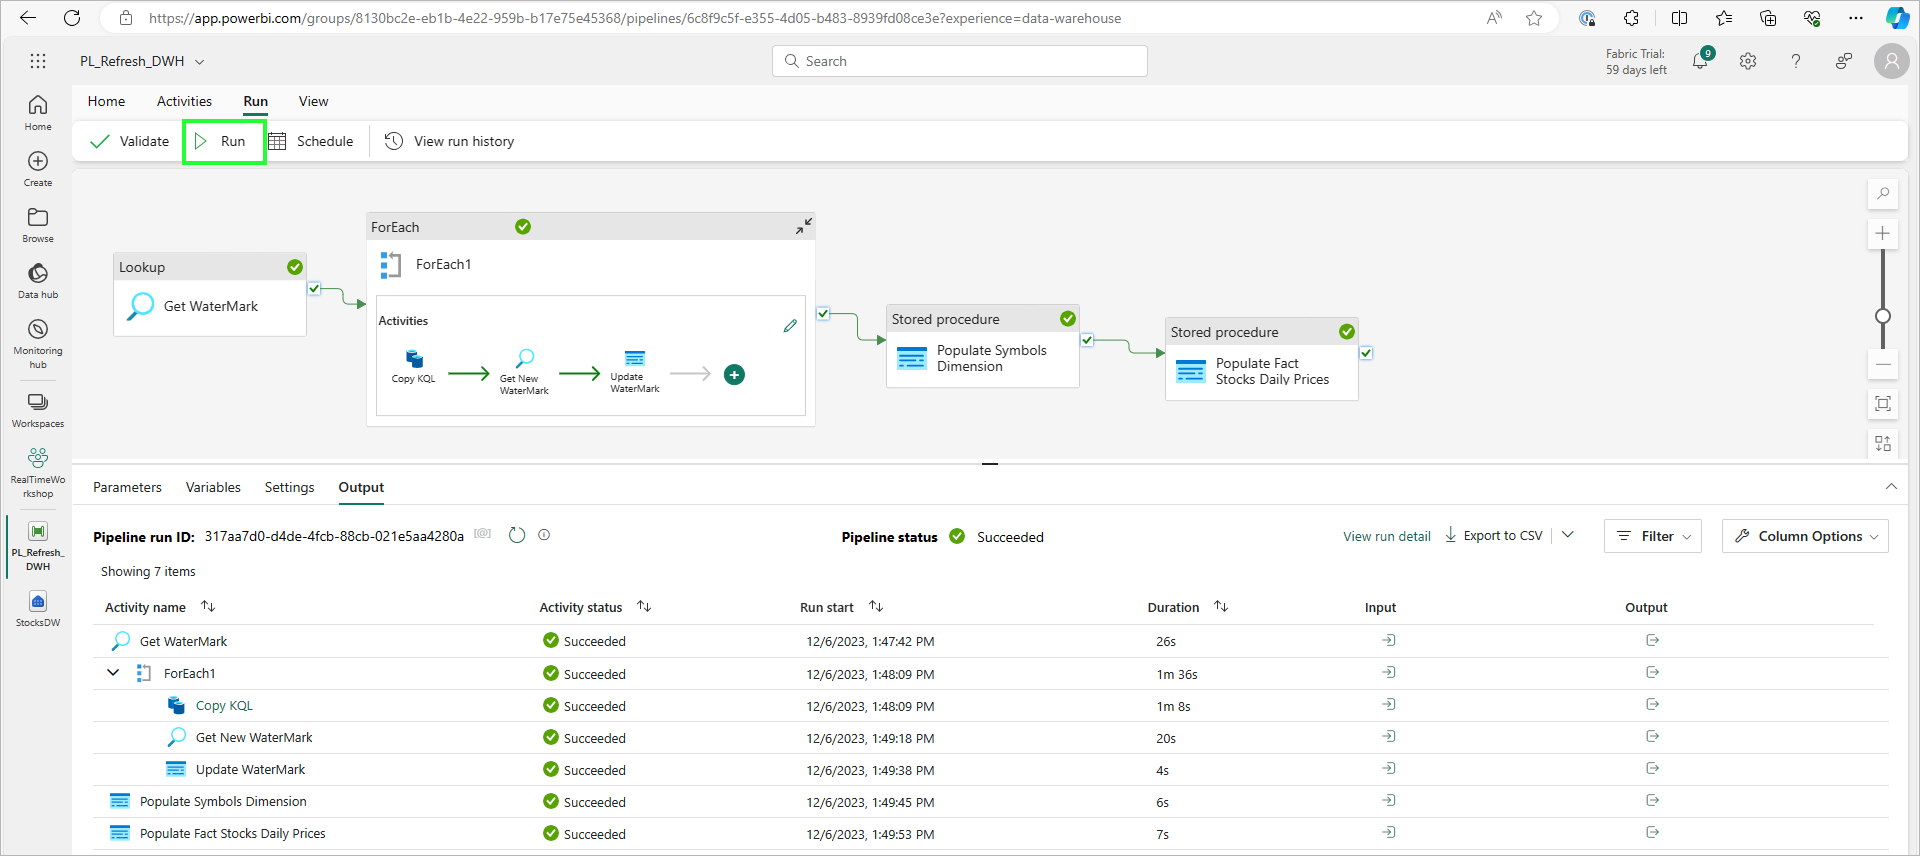 https://app.powerbi.com/groups/8130bc2e-eb1b-4e22-959b-b17e75e45368/pipelines/6c8f9c5f-e355-4d05-b483-8939fd08ce3e?experience=data-warehouse
PL_Refresh_DWH
Search
Fabric Trial:
59 days left
9
Home
Activities
Run
View
Validate
Run
Schedule
View run history
Home
Create
Browse
Data hub
Monitoring
hub
Workspaces
RealTimeWo
rkshop
PL_Refresh_
DWH
StocksDW
Lookup
Get WaterMark
ForEach
ForEach1
Activities
Copy KQL
Get New
WaterMark
Update
WaterMark
Stored procedure
Populate Symbols
Dimension
Stored procedure
Populate Fact
Stocks Daily Prices
Parameters
Variables
Settings
Output
Pipeline run ID: 317aa7d0-d4de-4fcb-88cb-021e5aa4280a
Pipeline status Succeeded
View run detail
Export to CSV
Filter
Column Options
Showing 7 items
Activity name Activity status Run start Duration Input Output
Get WaterMark Succeeded 12/6/2023, 1:47:42 PM 26s
ForEach1 Succeeded 12/6/2023, 1:48:09 PM 1m 36s
Copy KQL Succeeded 12/6/2023, 1:48:09 PM 1m 8s
Get New WaterMark Succeeded 12/6/2023, 1:49:18 PM 20s
Update WaterMark Succeeded 12/6/2023, 1:49:38 PM 4s
Populate Symbols Dimension Succeeded 12/6/2023, 1:49:45 PM 6s
Populate Fact Stocks Daily Prices Succeeded 12/6/2023, 1:49:53 PM 7s